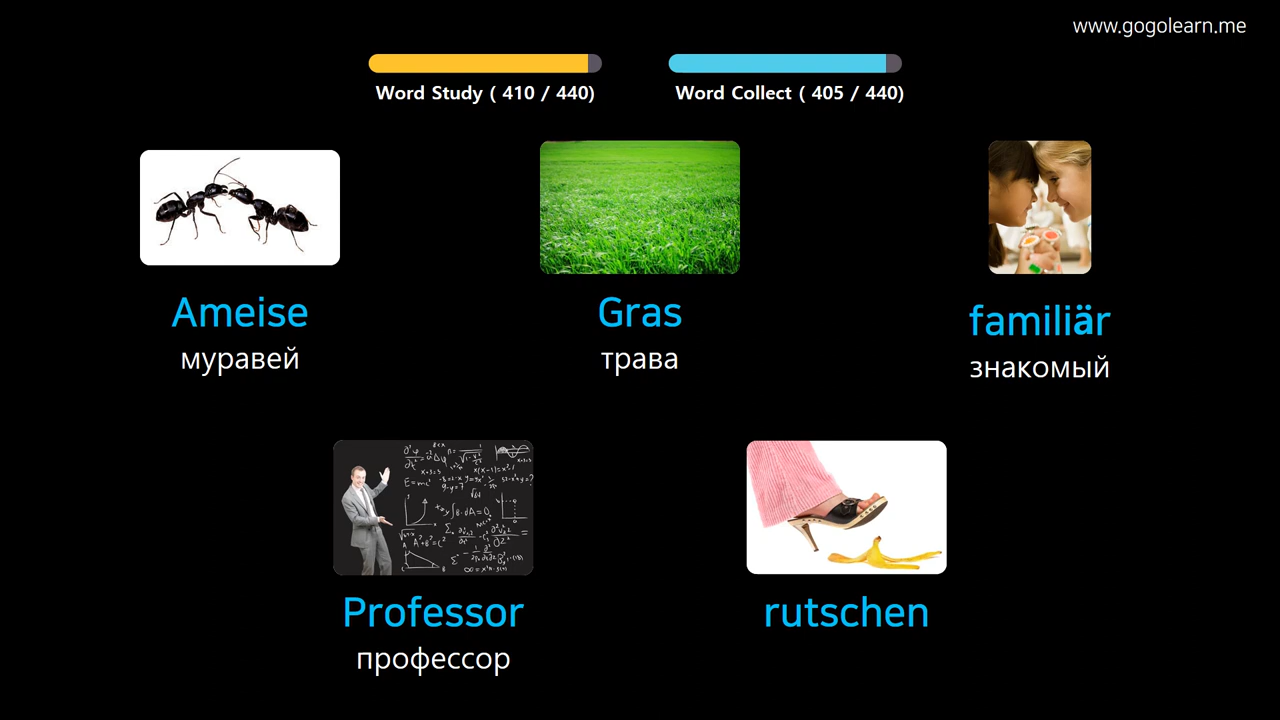 www.gogolearn.me
Word Study ( 410 / 440)
Word Collect ( 405 / 440)
Ameise
муравей
Gras
трава
familiär
знакомый
Professor
профессор
rutschen